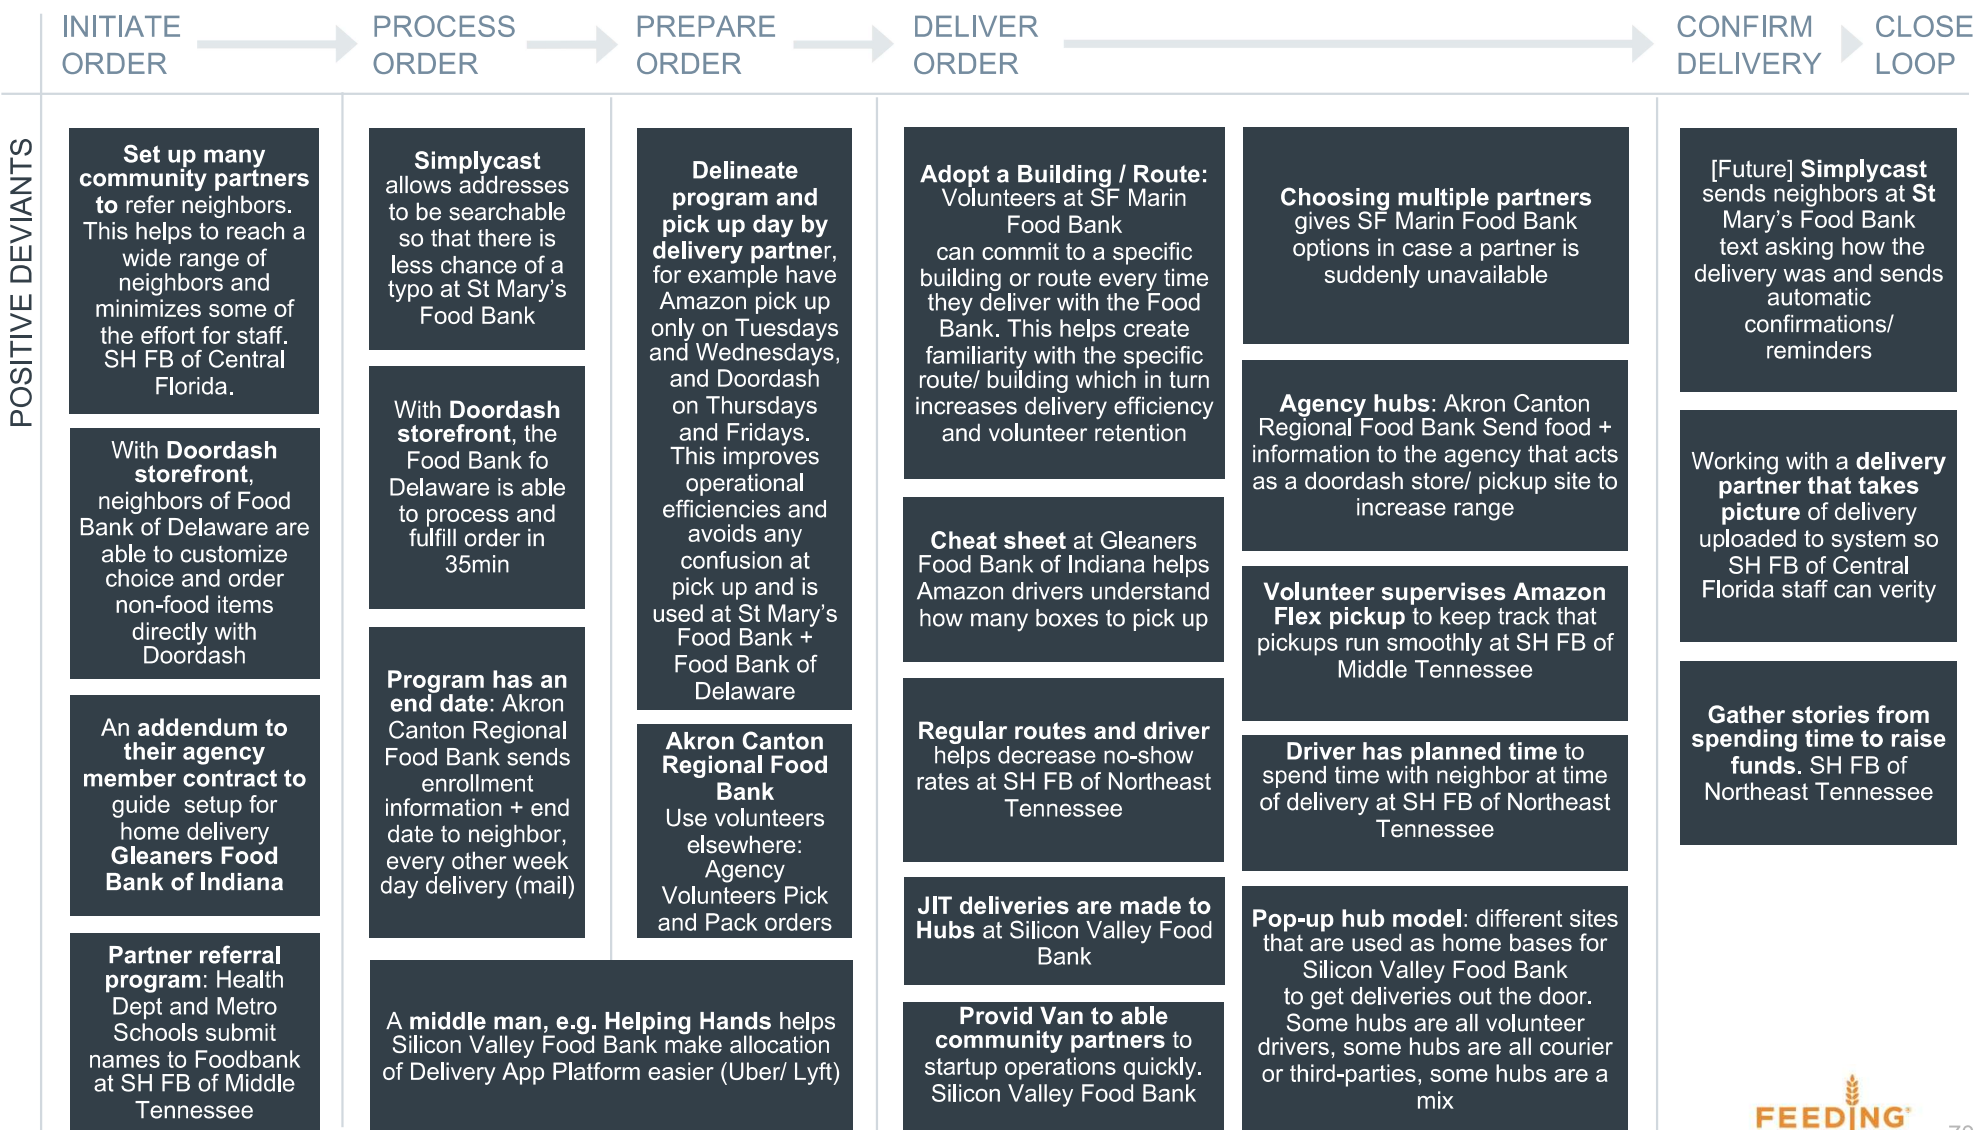 INITIATE
ORDER
PROCESS
ORDER
PREPARE
ORDER
DELIVER
ORDER
CONFIRM
DELIVERY
CLOSE
LOOP
POSITIVE DEVIANTS
Set up many
community partners
to refer neighbors.
This helps to reach a
wide range of
neighbors and
minimizes some of
the effort for staff.
SH FB of Central
Florida.
With Doordash
storefront,
neighbors of Food
Bank of Delaware are
able to customize
choice and order
non-food items
directly with
Doordash
An addendum to
their agency
member contract to
guide setup for
home delivery
Gleaners Food
Bank of Indiana
Partner referral
program: Health
Dept and Metro
Schools submit
names to Foodbank
at SH FB of Middle
Tennessee
Simplycast
allows addresses
to be searchable
so that there is
less chance of a
typo at St Mary's
Food Bank
With Doordash
storefront, the
Food Bank fo
Delaware is able
to process and
fulfill order in
35min
Program has an
end date: Akron
Canton Regional
Food Bank sends
enrollment
information + end
date to neighbor,
every other week
day delivery (mail)
A middle man, e.g. Helping Hands helps
Silicon Valley Food Bank make allocation
of Delivery App Platform easier (Uber/ Lyft)
Delineate
program and
pick up day by
delivery partner,
for example have
Amazon pick up
only on Tuesdays
and Wednesdays,
and Doordash
on Thursdays
and Fridays.
This improves
operational
efficiencies and
avoids any
confusion at
pick up and is
used at St Mary's
Food Bank +
Food Bank of
Delaware
Akron Canton
Regional Food
Bank
Use volunteers
elsewhere:
Agency
Volunteers Pick
and Pack orders
Adopt a Building / Route:
Volunteers at SF Marin
Food Bank
can commit to a specific
building or route every time
they deliver with the Food
Bank. This helps create
familiarity with the specific
route/ building which in turn
increases delivery efficiency
and volunteer retention
Cheat sheet at Gleaners
Food Bank of Indiana helps
Amazon drivers understand
how many boxes to pick up
Regular routes and driver
helps decrease no-show
rates at SH FB of Northeast
Tennessee
JIT deliveries are made to
Hubs at Silicon Valley Food
Bank
Provid Van to able
community partners to
startup operations quickly.
Silicon Valley Food Bank
Choosing multiple partners
gives SF Marin Food Bank
options in case a partner is
suddenly unavailable
Agency hubs: Akron Canton
Regional Food Bank Send food +
information to the agency that acts
as a doordash store/ pickup site to
increase range
Volunteer supervises Amazon
Flex pickup to keep track that
pickups run smoothly at SH FB of
Middle Tennessee
Driver has planned time to
spend time with neighbor at time
of delivery at SH FB of Northeast
Tennessee
Pop-up hub model: different sites
that are used as home bases for
Silicon Valley Food Bank
to get deliveries out the door.
Some hubs are all volunteer
drivers, some hubs are all courier
or third-parties, some hubs are a
mix
[Future] Simplycast
sends neighbors at St
Mary's Food Bank
text asking how the
delivery was and sends
automatic
confirmations/
reminders
Working with a delivery
partner that takes
picture of delivery
uploaded to system so
SH FB of Central
Florida staff can verity
Gather stories from
spending time to raise
funds. SH FB of
Northeast Tennessee
FEEDING